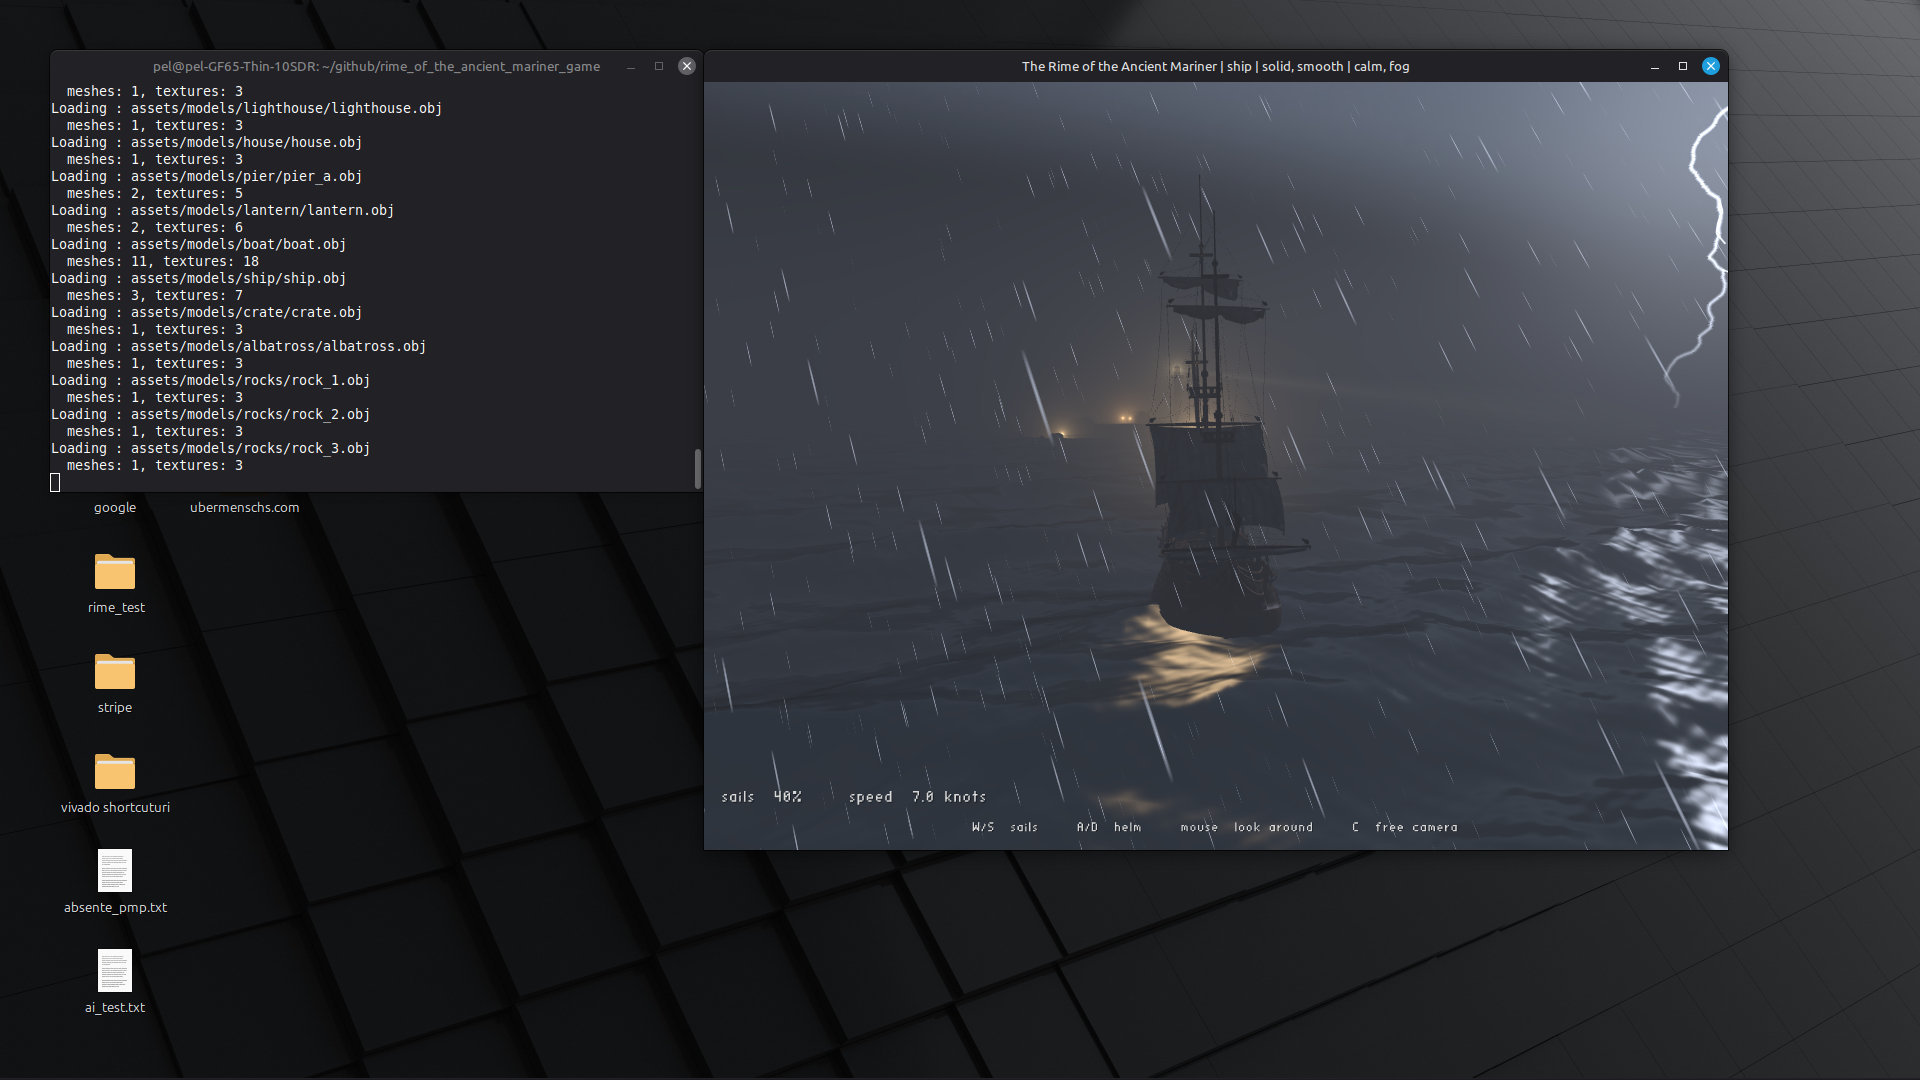 pel@pel-GF65-Thin-10SDR: ~/github/rime_of_the_ancient_mariner_game
meshes: 1, textures: 3
Loading : assets/models/lighthouse/lighthouse.obj
meshes: 1, textures: 3
Loading : assets/models/house/house.obj
meshes: 1, textures: 3
Loading : assets/models/pier/pier_a.obj
meshes: 2, textures: 5
Loading : assets/models/lantern/lantern.obj
meshes: 2, textures: 6
Loading : assets/models/boat/boat.obj
meshes: 11, textures: 18
Loading : assets/models/ship/ship.obj
meshes: 3, textures: 7
Loading : assets/models/crate/crate.obj
meshes: 1, textures: 3
Loading : assets/models/albatross/albatross.obj
meshes: 1, textures: 3
Loading : assets/models/rocks/rock_1.obj
meshes: 1, textures: 3
Loading : assets/models/rocks/rock_2.obj
meshes: 1, textures: 3
Loading : assets/models/rocks/rock_3.obj
meshes: 1, textures: 3
google
ubermenschs.com
rime_test
stripe
vivado shortcuturi
absente_pmp.txt
ai_test.txt
The Rime of the Ancient Mariner | ship | solid, smooth | calm, fog
sails 40% speed 7.0 knots
W/S sails A/D helm mouse look around C free camera